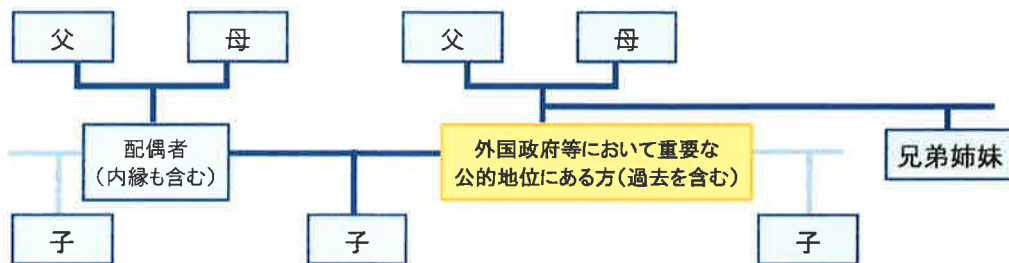 父
母
父
母
配偶者
（内縁も含む）
外国政府等において重要な
公的地位にある方（過去を含む）
兄弟姉妹
子
子
子